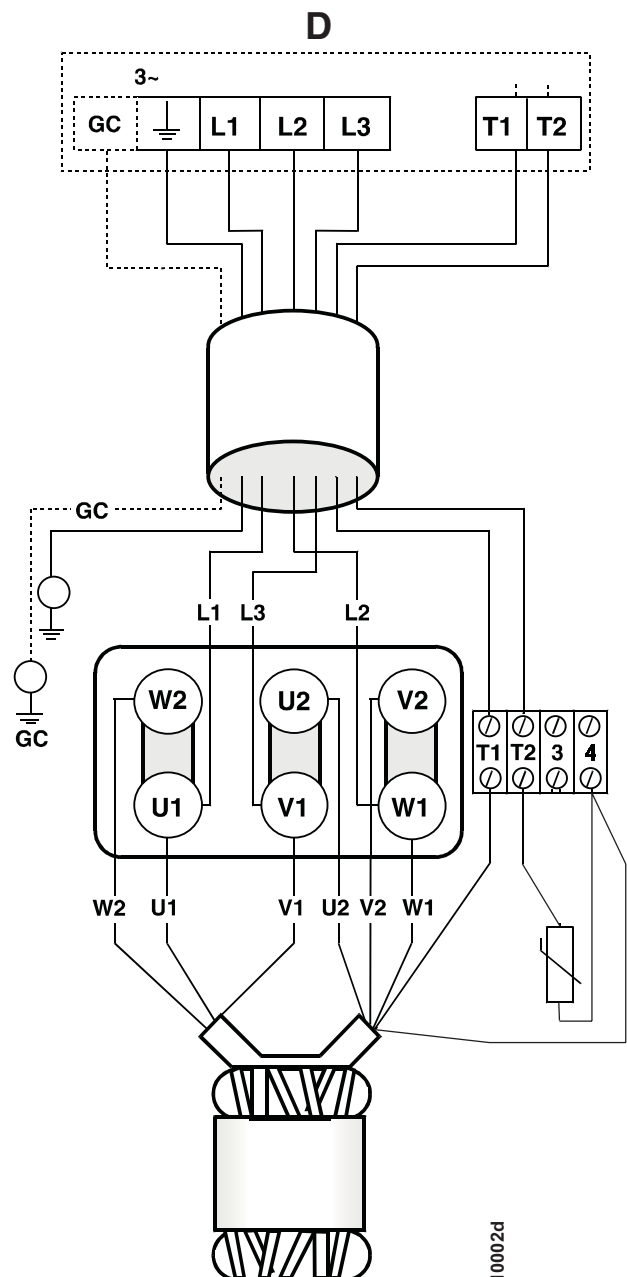 D
3~
GC L1 L2 L3 T1 T2
GC
L1 L3 L2
W2 U2 V2
GC
T1 T2 3 4
U1 V1 W1
W2 U1 V1 U2 V2 W1
10002d